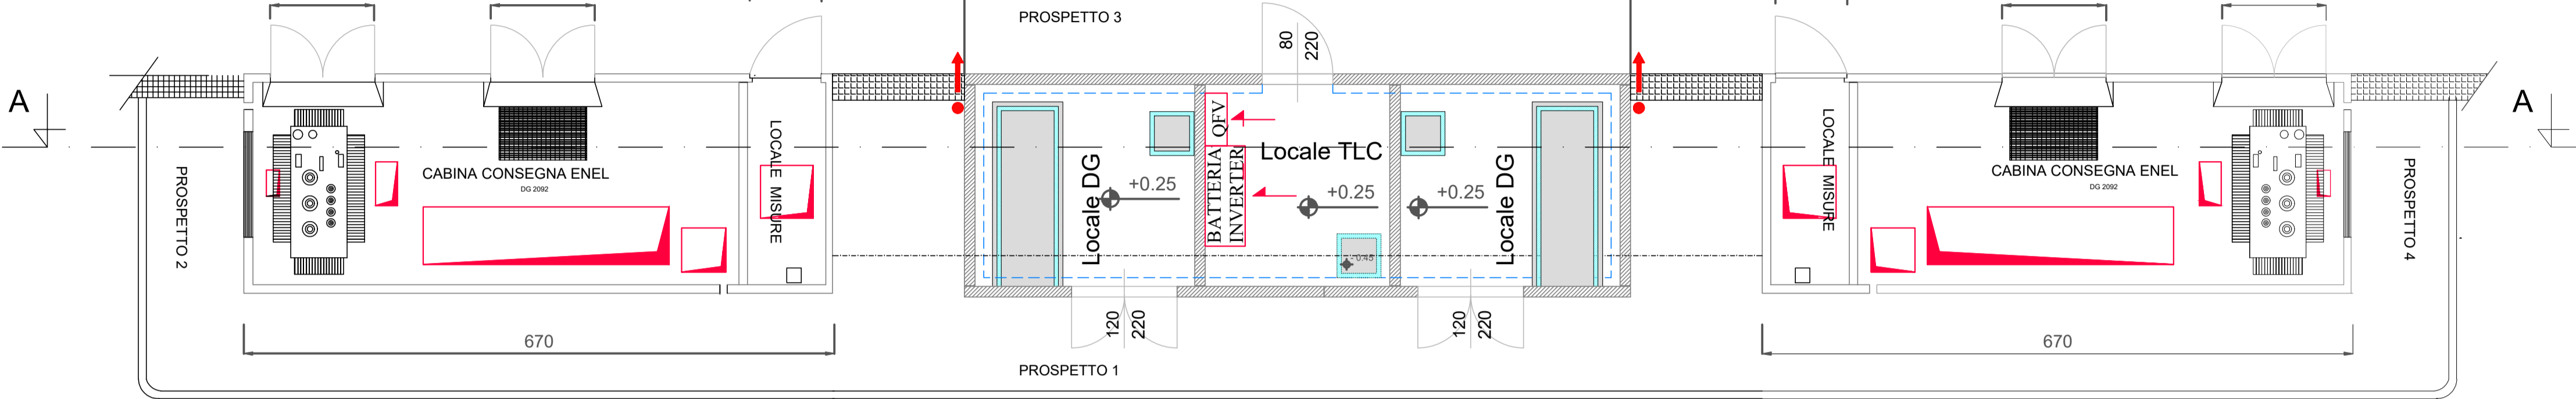 PROSPETTO 3
80
220
A
A
PROSPETTO 2
CABINA CONSEGNA ENEL
DG 2092
LOCALE MISURE
Locale DG
+0.25
QFV
BATTERIA
INVERTER
Locale TLC
+0.25
-0.45
+0.25
Locale DG
LOCALE MISURE
CABINA CONSEGNA ENEL
DG 2092
PROSPETTO 4
670
120
220
120
220
670
PROSPETTO 1